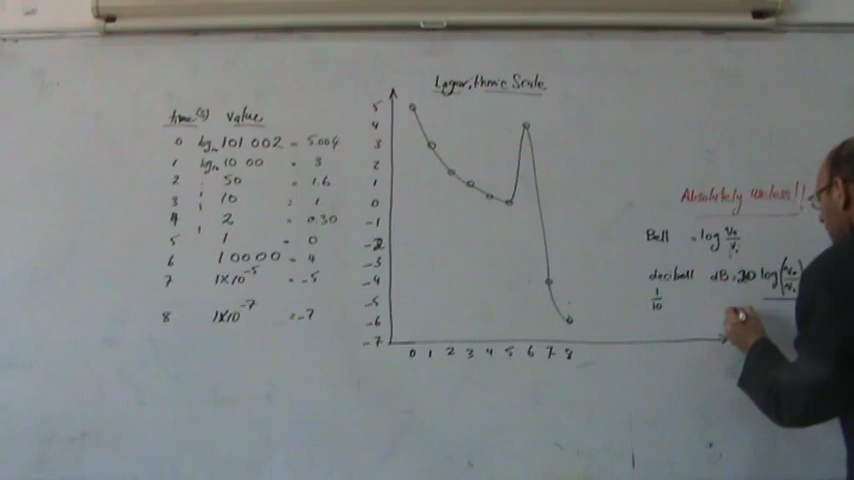 Logarithmic Scale
time(s) value
0 log₁₀ 101 002 = 5.004
1 log₁₀ 10 00 = 3
2 50 = 1.6
3 10 = 1
4 2 = 0.30
5 1 = 0
6 10000 = 4
7 1x10⁻⁵ = -5
8 1x10⁻⁷ = -7
5
4
3
2
1
0
-1
-2
-3
-4
-5
-6
-7
0 1 2 3 4 5 6 7 8
Absolutely useless!!
Bell = log
decibell dB = 20 log
1/10